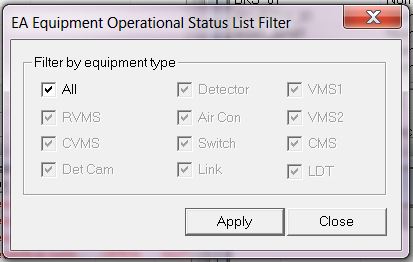 EA Equipment Operational Status List Filter
Filter by equipment type
All
Detector
VMS1
RVMS
Air Con
VMS2
CVMS
Switch
CMS
Det Cam
Link
LDT
Apply
Close